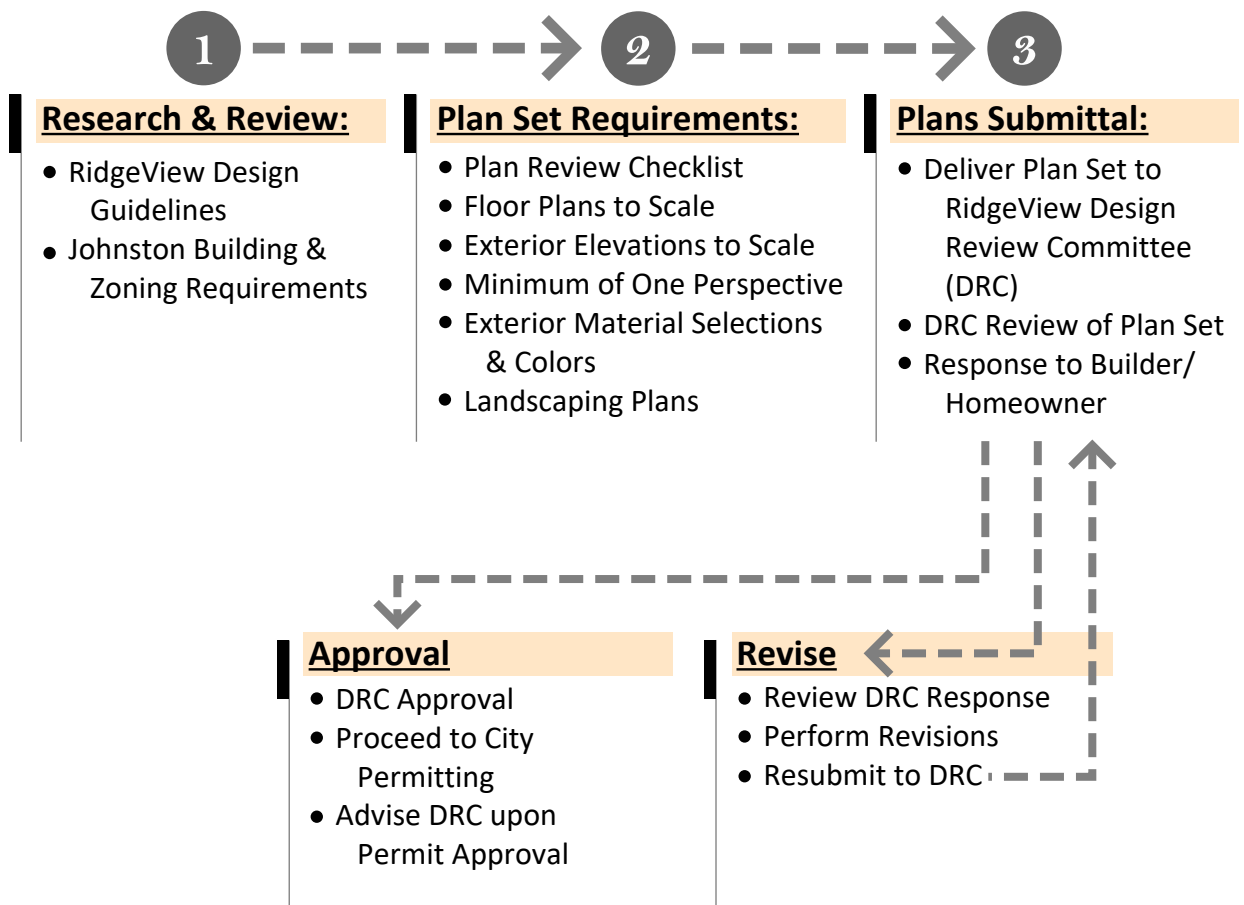 1
2
3
Research & Review:
• RidgeView Design
Guidelines
• Johnston Building &
Zoning Requirements
Plan Set Requirements:
• Plan Review Checklist
• Floor Plans to Scale
• Exterior Elevations to Scale
• Minimum of One Perspective
• Exterior Material Selections
& Colors
• Landscaping Plans
Plans Submittal:
• Deliver Plan Set to
RidgeView Design
Review Committee
(DRC)
• DRC Review of Plan Set
• Response to Builder/
Homeowner
Approval
• DRC Approval
• Proceed to City
Permitting
• Advise DRC upon
Permit Approval
Revise
• Review DRC Response
• Perform Revisions
• Resubmit to DRC